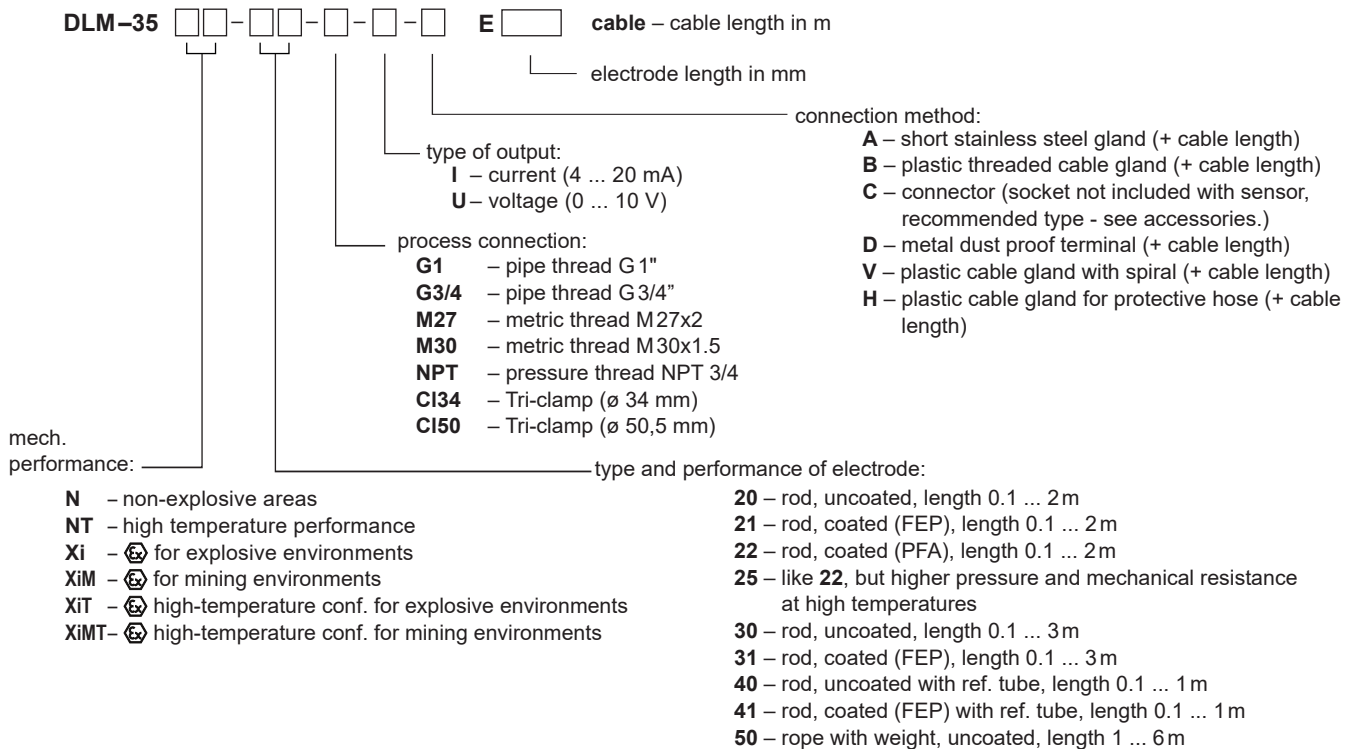 DLM–35 – – – – E cable – cable length in m
electrode length in mm
connection method:
A – short stainless steel gland (+ cable length)
B – plastic threaded cable gland (+ cable length)
C – connector (socket not included with sensor,
recommended type - see accessories.)
D – metal dust proof terminal (+ cable length)
V – plastic cable gland with spiral (+ cable length)
H – plastic cable gland for protective hose (+ cable
length)
type of output:
I – current (4 ... 20 mA)
U – voltage (0 ... 10 V)
process connection:
G1 – pipe thread G 1"
G3/4 – pipe thread G 3/4”
M27 – metric thread M 27x2
M30 – metric thread M 30x1.5
NPT – pressure thread NPT 3/4
Cl34 – Tri-clamp (ø 34 mm)
Cl50 – Tri-clamp (ø 50,5 mm)
mech.
performance:
N – non-explosive areas
NT – high temperature performance
Xi – Ex for explosive environments
XiM – Ex for mining environments
XiT – Ex high-temperature conf. for explosive environments
XiMT – Ex high-temperature conf. for mining environments
type and performance of electrode:
20 – rod, uncoated, length 0.1 ... 2 m
21 – rod, coated (FEP), length 0.1 ... 2 m
22 – rod, coated (PFA), length 0.1 ... 2 m
25 – like 22, but higher pressure and mechanical resistance
at high temperatures
30 – rod, uncoated, length 0.1 ... 3 m
31 – rod, coated (FEP), length 0.1 ... 3 m
40 – rod, uncoated with ref. tube, length 0.1 ... 1 m
41 – rod, coated (FEP) with ref. tube, length 0.1 ... 1 m
50 – rope with weight, uncoated, length 1 ... 6 m